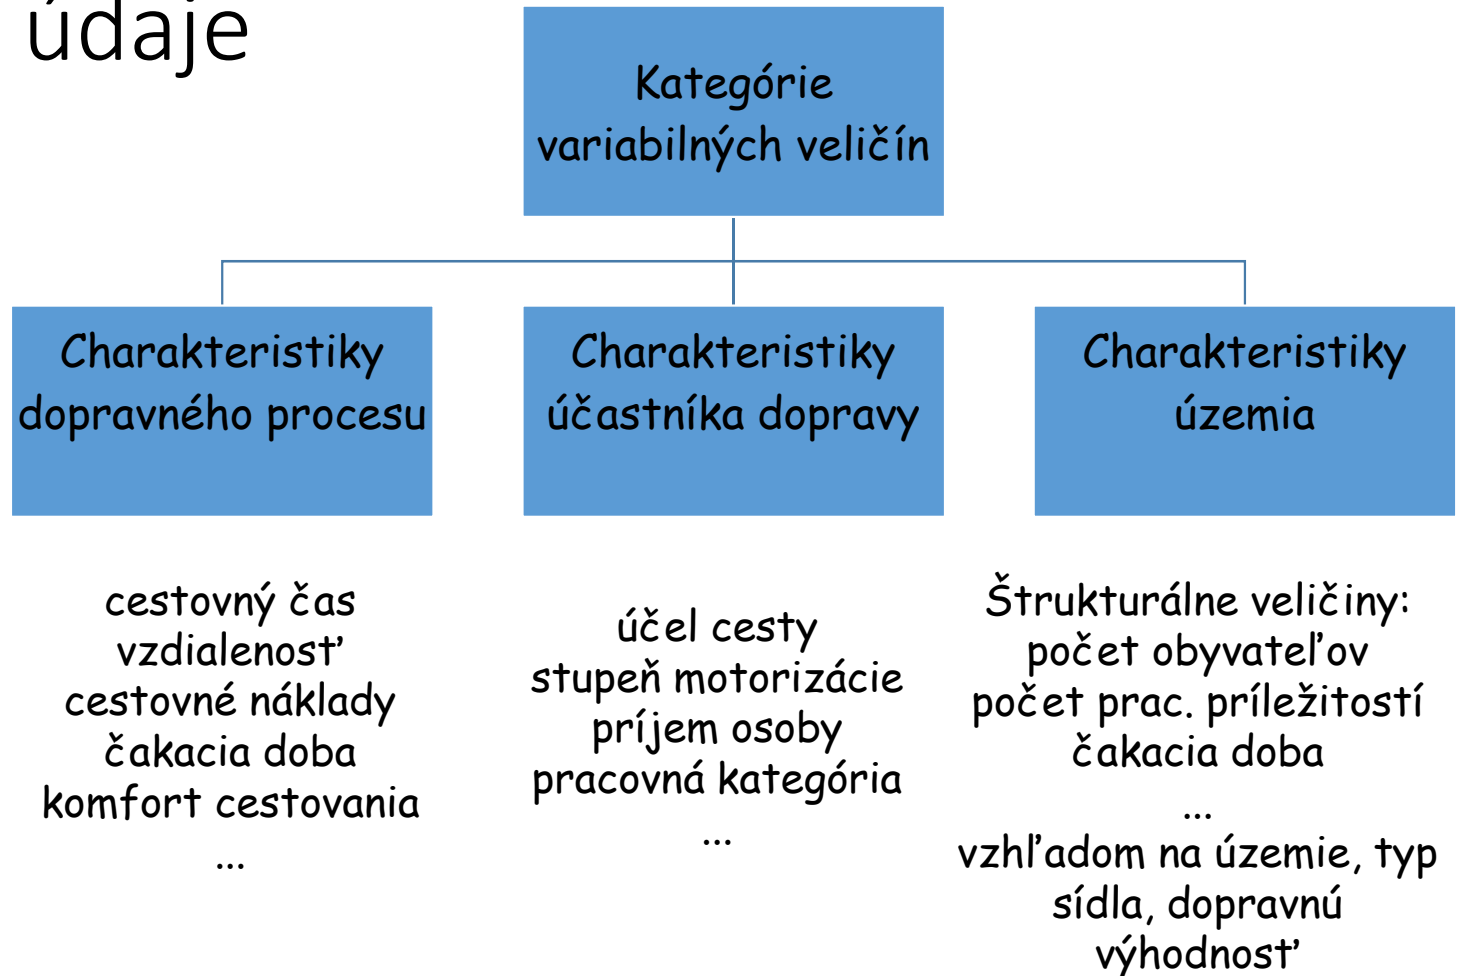 údaje
Kategórie
variabilných veličín
Charakteristiky
dopravného procesu
Charakteristiky
účastníka dopravy
Charakteristiky
územia
cestovný čas
vzdialenosť
cestovné náklady
čakacia doba
komfort cestovania
...
účel cesty
stupeň motorizácie
príjem osoby
pracovná kategória
...
Štrukturálne veličiny:
počet obyvateľov
počet prac. príležitostí
čakacia doba
...
vzhľadom na územie, typ
sídla, dopravnú
výhodnosť